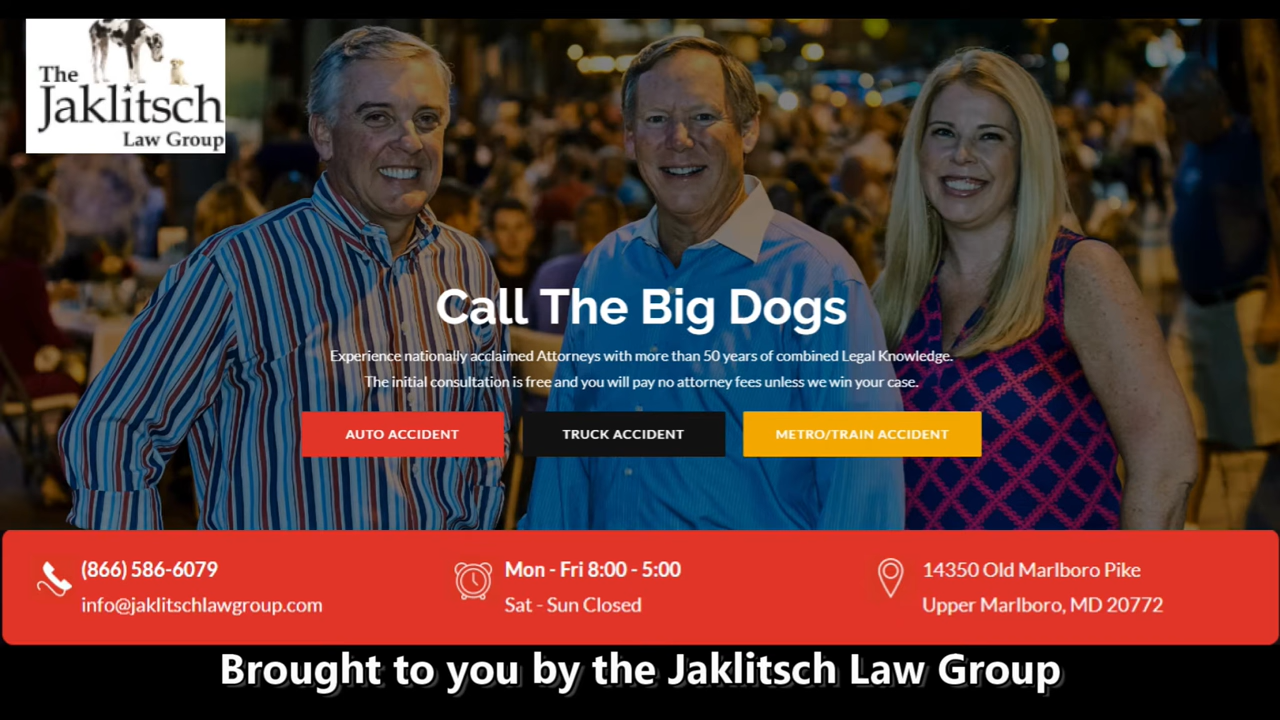 The
Jaklitsch
Law Group
Call The Big Dogs
Experience nationally acclaimed Attorneys with more than 50 years of combined Legal Knowledge.
The initial consultation is free and you will pay no attorney fees unless we win your case.
AUTO ACCIDENT
TRUCK ACCIDENT
METRO/TRAIN ACCIDENT
(866) 586-6079
info@jaklitschlawgroup.com
Mon - Fri 8:00 - 5:00
Sat - Sun Closed
14350 Old Marlboro Pike
Upper Marlboro, MD 20772
Brought to you by the Jaklitsch Law Group